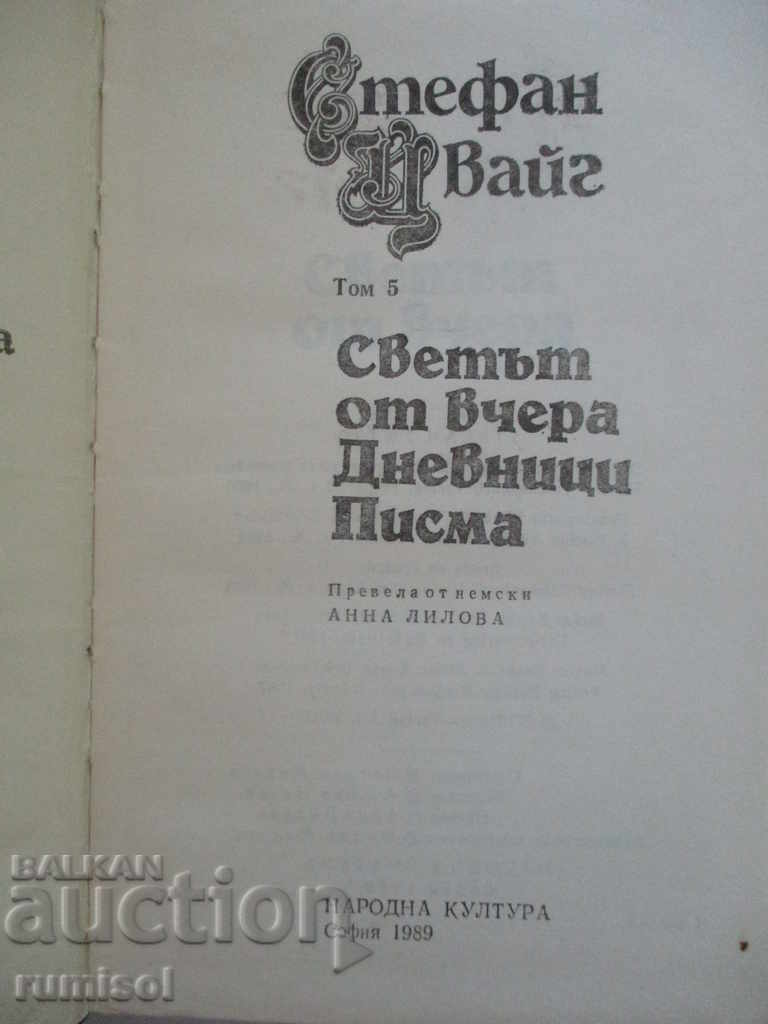 Стефан
Цвайг
Том 5
Светът
от вчера
Дневници
Писма
Превела от немски
АННА ЛИЛОВА
НАРОДНА КУЛТУРА
София 1989
а
BALKAN
auction
rumisol